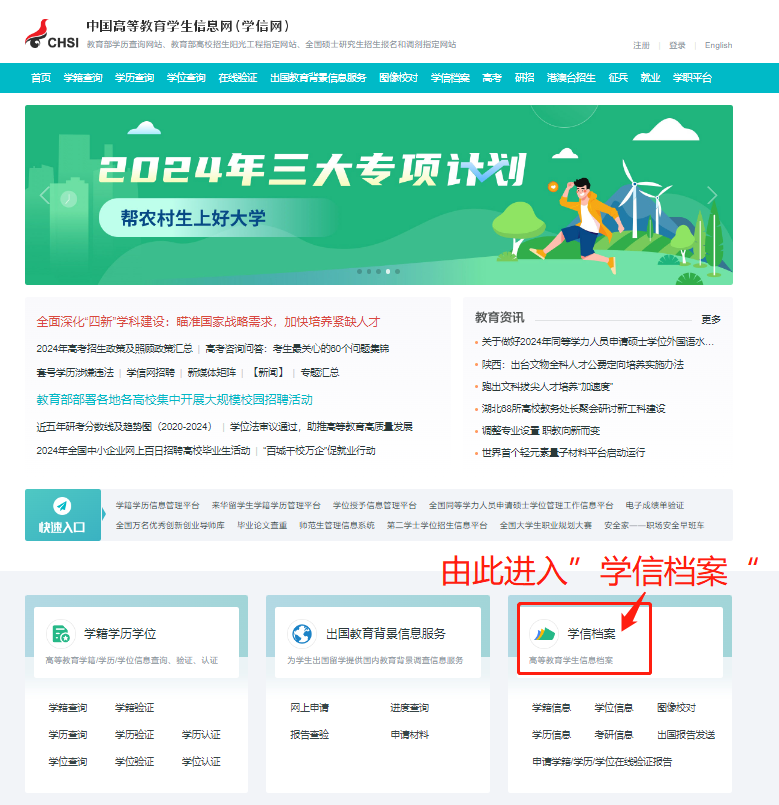 中国高等教育学生信息网（学信网）
CHSI
教育部学历查询网站、教育部高校招生阳光工程指定网站、全国硕士研究生招生报名和调剂指定网站
注册 | 登录 | English
首页 学籍查询 学历查询 学位查询 在线验证 出国教育背景信息服务 图像校对 学信档案 高考 研招 港澳台招生 征兵 就业 学职平台
2024年三大专项计划
帮农村生上好大学
全面深化“四新”学科建设：瞄准国家战略需求，加快培养紧缺人才
2024年高考招生政策及照顾政策汇总 | 高考咨询问答：考生最关心的60个问题集锦
套号学历涉嫌违法 | 学信网招聘 | 新媒体矩阵 | 【新闻】 | 专题汇总
教育部部署各地各高校集中开展大规模校园招聘活动
近五年研考分数线及趋势图（2020-2024） | 学位法审议通过，助推高等教育高质量发展
2024年全国中小企业网上百日招聘高校毕业生活动 | “百城千校万企”促就业行动
教育资讯 更多
关于做好2024年同等学力人员申请硕士学位外国语水...
陕西：出台文物全科人才公费定向培养实施办法
跑出文科拔尖人才培养“加速度”
湖北68所高校教务处长聚会研讨新工科建设
调整专业设置 职教向新而变
世界首个轻元素量子材料平台启动运行
快速入口
学籍学历信息管理平台 来华留学生学籍学历管理平台 学位授予信息管理平台 全国同等学力人员申请硕士学位管理工作信息平台 电子成绩单验证
全国万名优秀创新创业导师库 毕业论文查重 师范生管理信息系统 第二学士学位招生信息平台 全国大学生职业规划大赛 安全家——职场安全早班车
由此进入”学信档案“
学籍学历学位
高等教育学籍/学历/学位信息查询、验证、认证
学籍查询 学籍验证
学历查询 学历验证 学历认证
学位查询 学位验证 学位认证
出国教育背景信息服务
为学生出国留学提供国内教育背景调查信息服务
网上申请 进度查询
报告查验 申请材料
学信档案
高等教育学生信息档案
学籍信息 学位信息 图像校对
学历信息 考研信息 出国报告发送
申请学籍/学历/学位在线验证报告